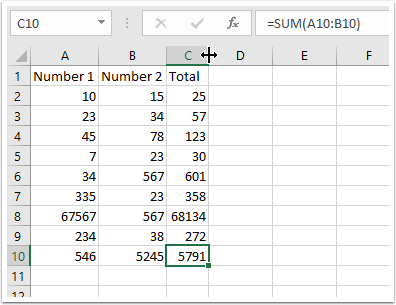 C10 fx =SUM(A10:B10)
A B C D E F
1 Number 1 Number 2 Total
2 10 15 25
3 23 34 57
4 45 78 123
5 7 23 30
6 34 567 601
7 335 23 358
8 67567 567 68134
9 234 38 272
10 546 5245 5791
11
12